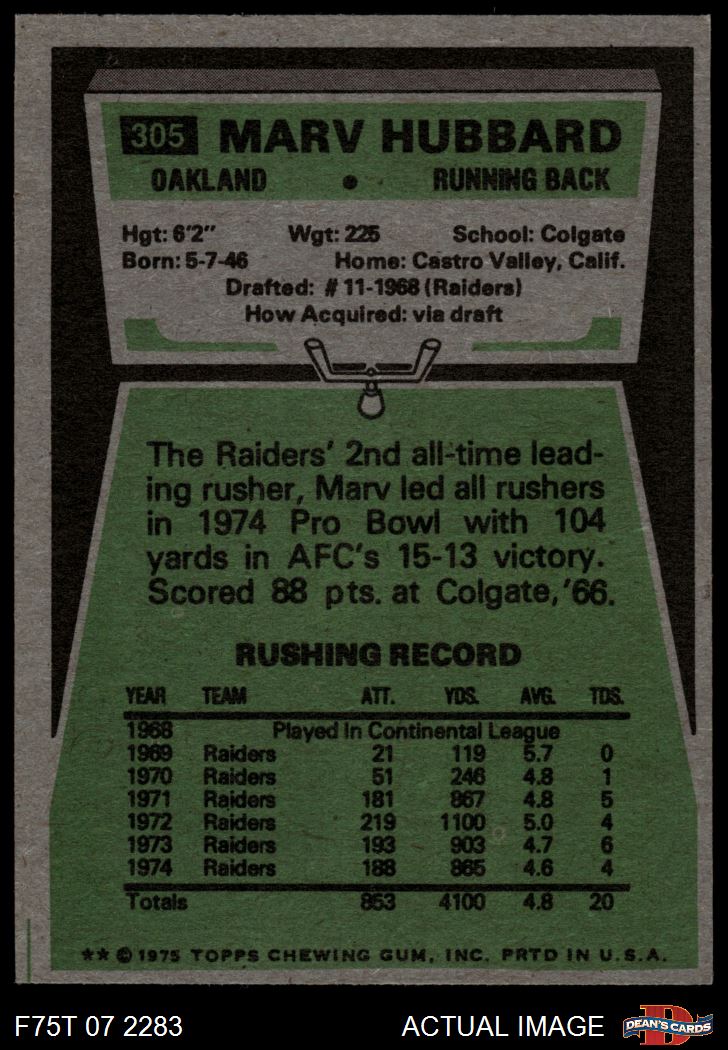 305 MARV HUBBARD
OAKLAND • RUNNING BACK
Hgt: 6'2" Wgt: 225 School: Colgate
Born: 5-7-46 Home: Castro Valley, Calif.
Drafted: #11-1968 (Raiders)
How Acquired: via draft
The Raiders' 2nd all-time lead-
ing rusher, Marv led all rushers
in 1974 Pro Bowl with 104
yards in AFC's 15-13 victory.
Scored 88 pts. at Colgate, '66.
RUSHING RECORD
YEAR TEAM ATT. YDS. AVG. TDS.
1968 Played In Continental League
1969 Raiders 21 119 5.7 0
1970 Raiders 51 246 4.8 1
1971 Raiders 181 867 4.8 5
1972 Raiders 219 1100 5.0 4
1973 Raiders 193 903 4.7 6
1974 Raiders 188 865 4.6 4
Totals 853 4100 4.8 20
** © 1975 TOPPS CHEWING GUM, INC. PRTD IN U.S.A.
F75T 07 2283 ACTUAL IMAGE DEAN'S CARDS